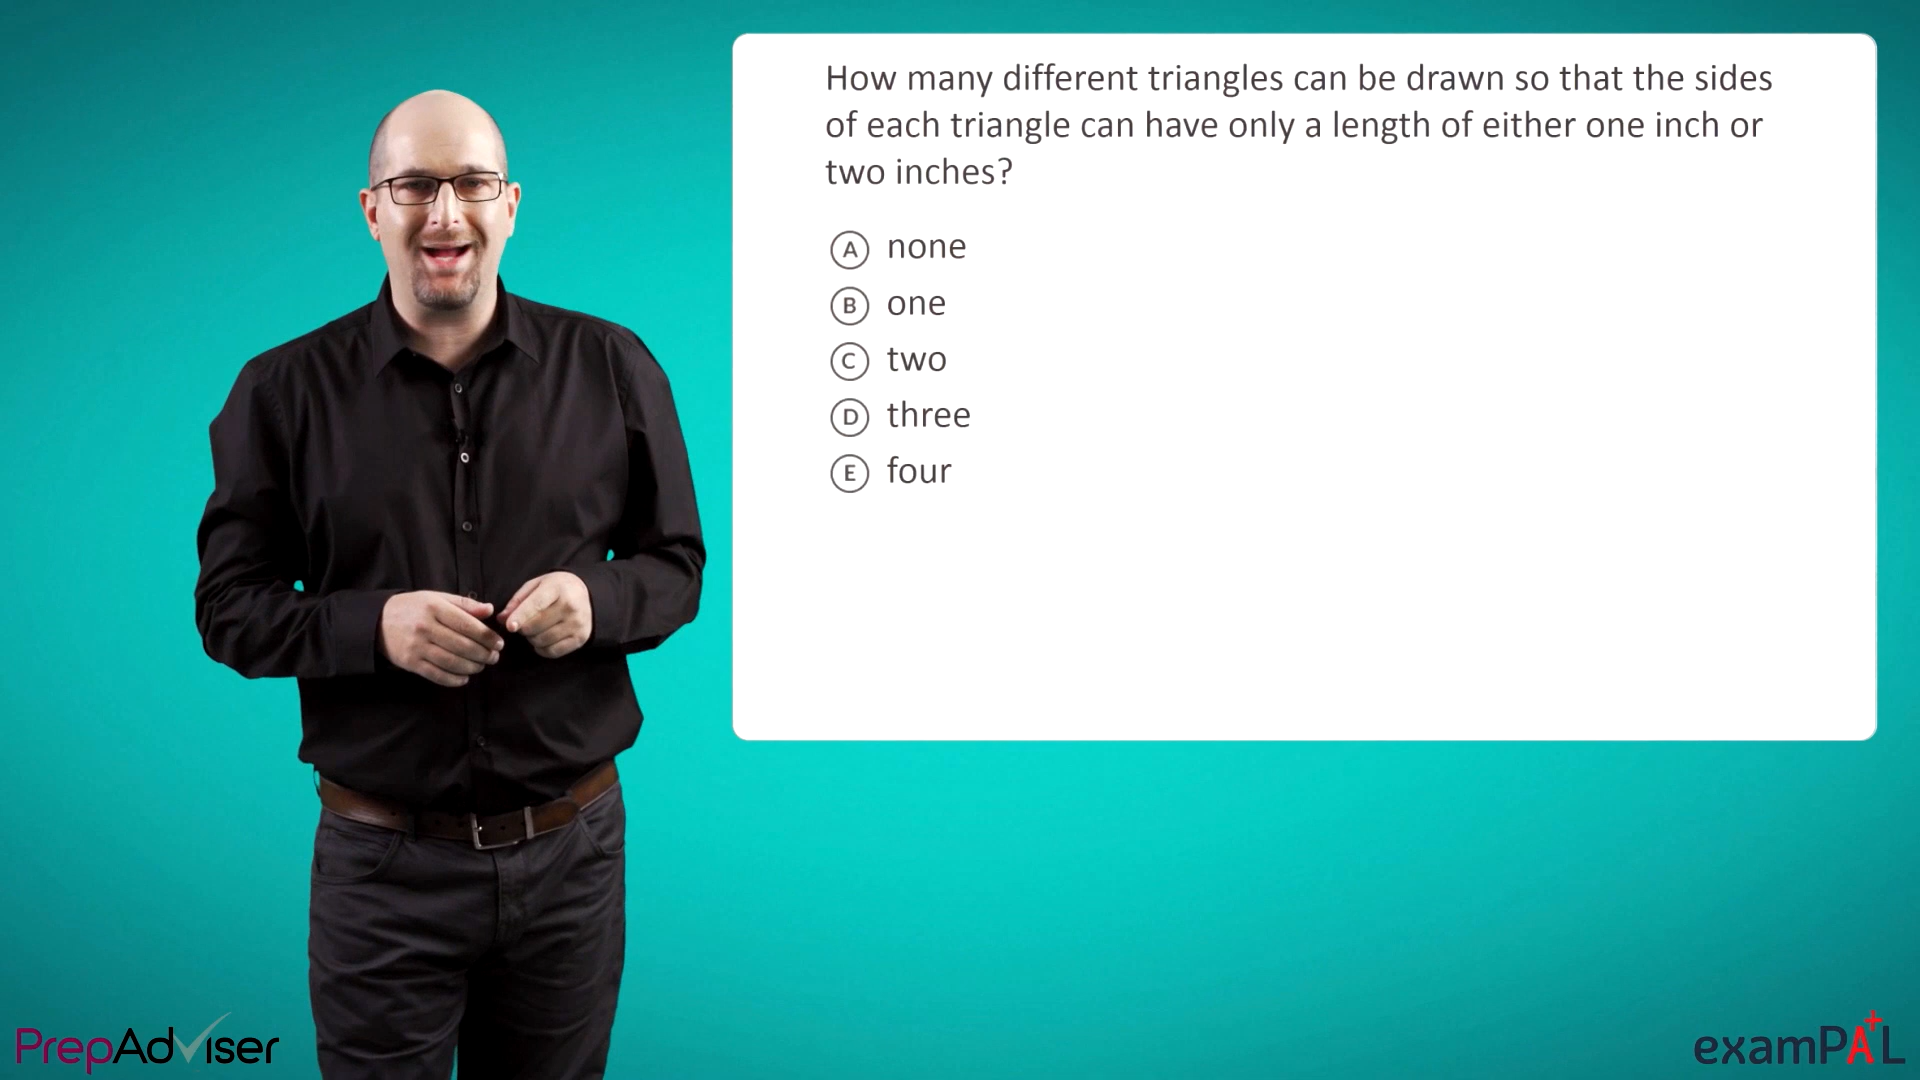 How many different triangles can be drawn so that the sides
of each triangle can have only a length of either one inch or
two inches?
A none
B one
C two
D three
E four
PrepAdviser
examPAL